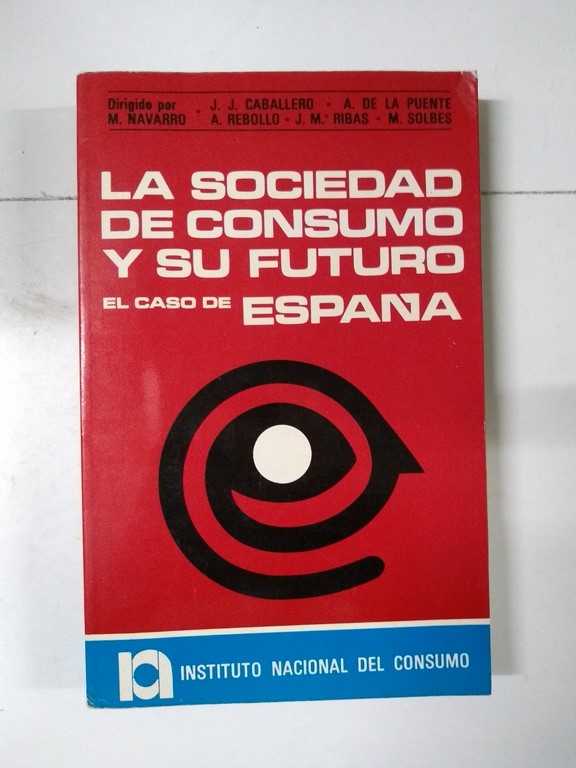 Dirigido por - J. J. CABALLERO - A. DE LA PUENTE
M. NAVARRO A. REBOLLO - J. Mª RIBAS - M. SOLBES
LA SOCIEDAD
DE CONSUMO
Y SU FUTURO
EL CASO DE ESPAÑA
INSTITUTO NACIONAL DEL CONSUMO